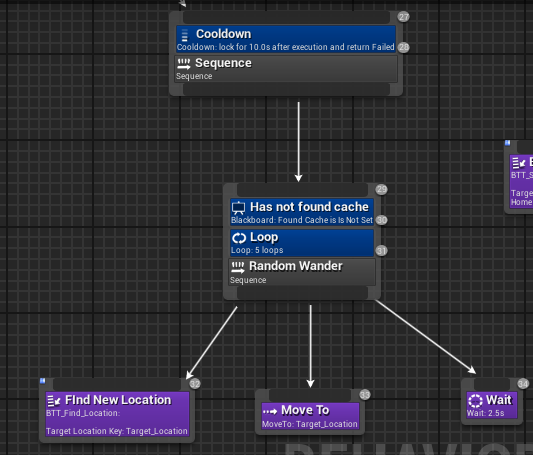 27
Cooldown
Cooldown: lock for 10.0s after execution and return Failed
28
Sequence
Sequence
29
Has not found cache
Blackboard: Found Cache is Is Not Set
30
Loop
Loop: 5 loops
31
Random Wander
Sequence
BTT_S
Targe
Home
32
FInd New Location
BTT_Find_Location:
Target Location Key: Target_Location
33
Move To
MoveTo: Target_Location
34
Wait
Wait: 2.5s
BEHAVIOR